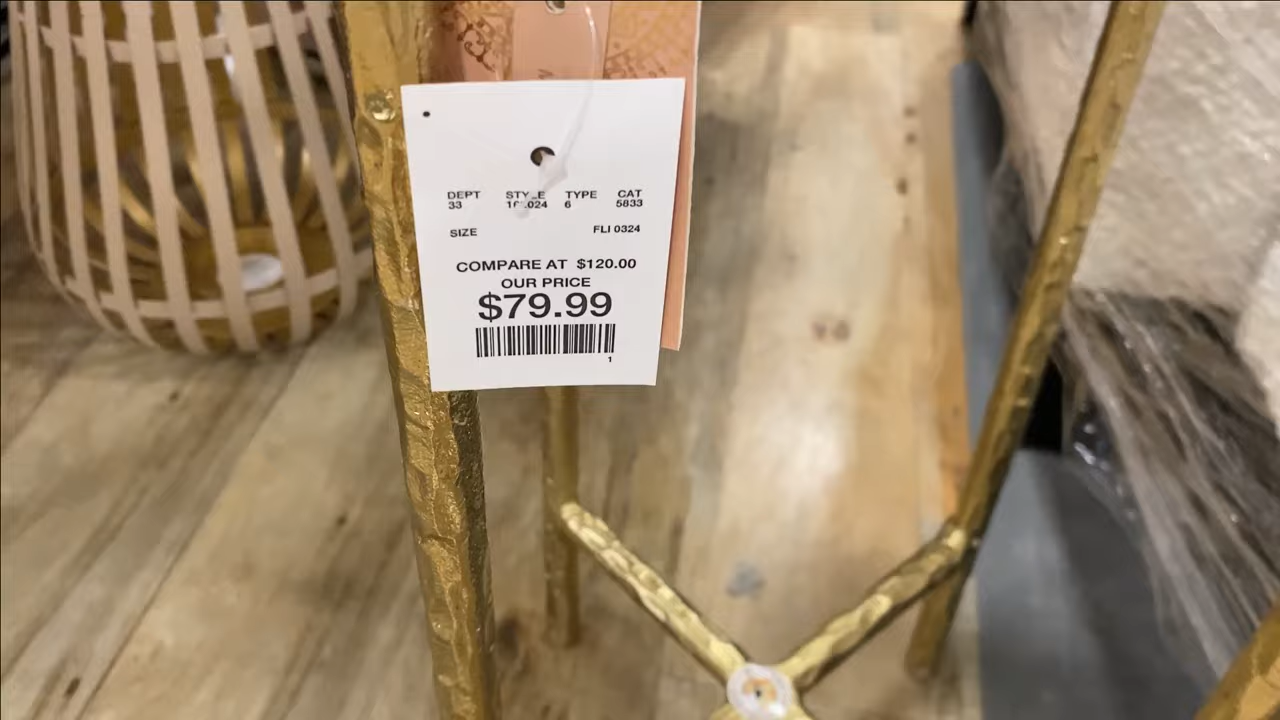 DEPT STYLE TYPE CAT
33 6 5833
SIZE FLI 0324
COMPARE AT $120.00
OUR PRICE
$79.99
1